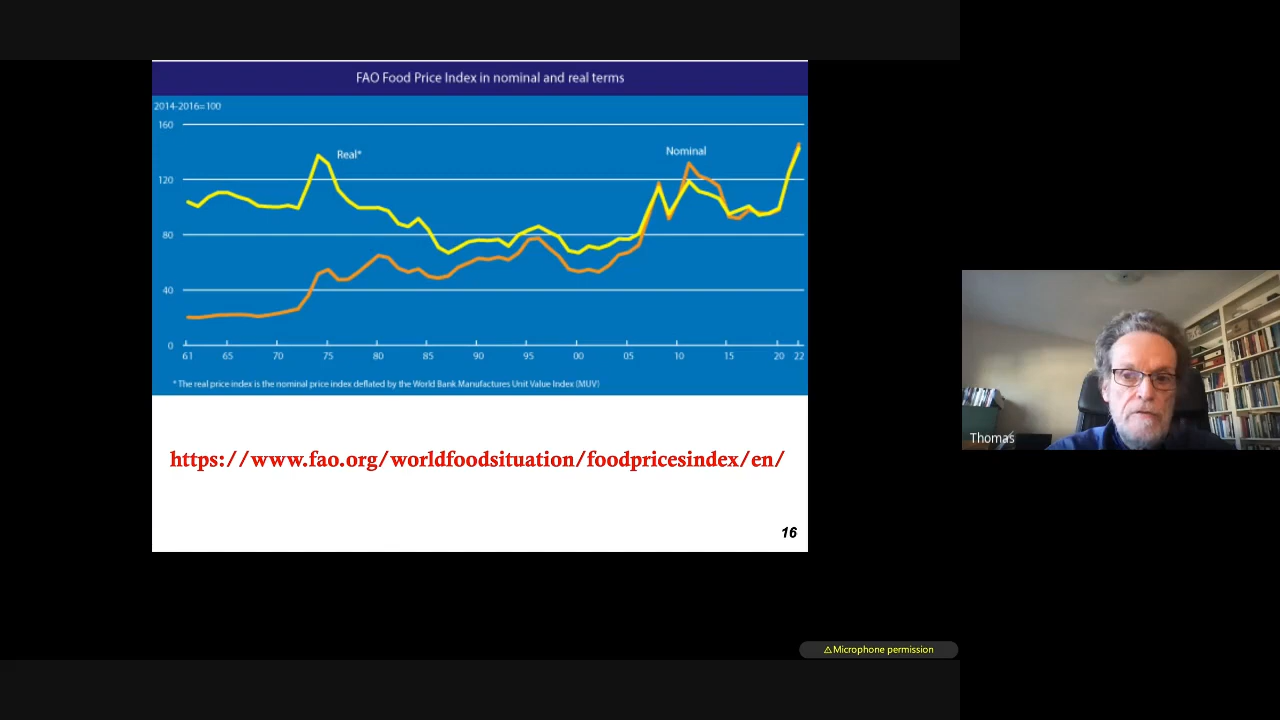 FAO Food Price Index in nominal and real terms
2014-2016=100
160
Real*
Nominal
120
80
40
0
61 65 70 75 80 85 90 95 00 05 10 15 20 22
* The real price index is the nominal price index deflated by the World Bank Manufactures Unit Value Index (MUV)
https://www.fao.org/worldfoodsituation/foodpricesindex/en/
16
Thomas
⚠Microphone permission